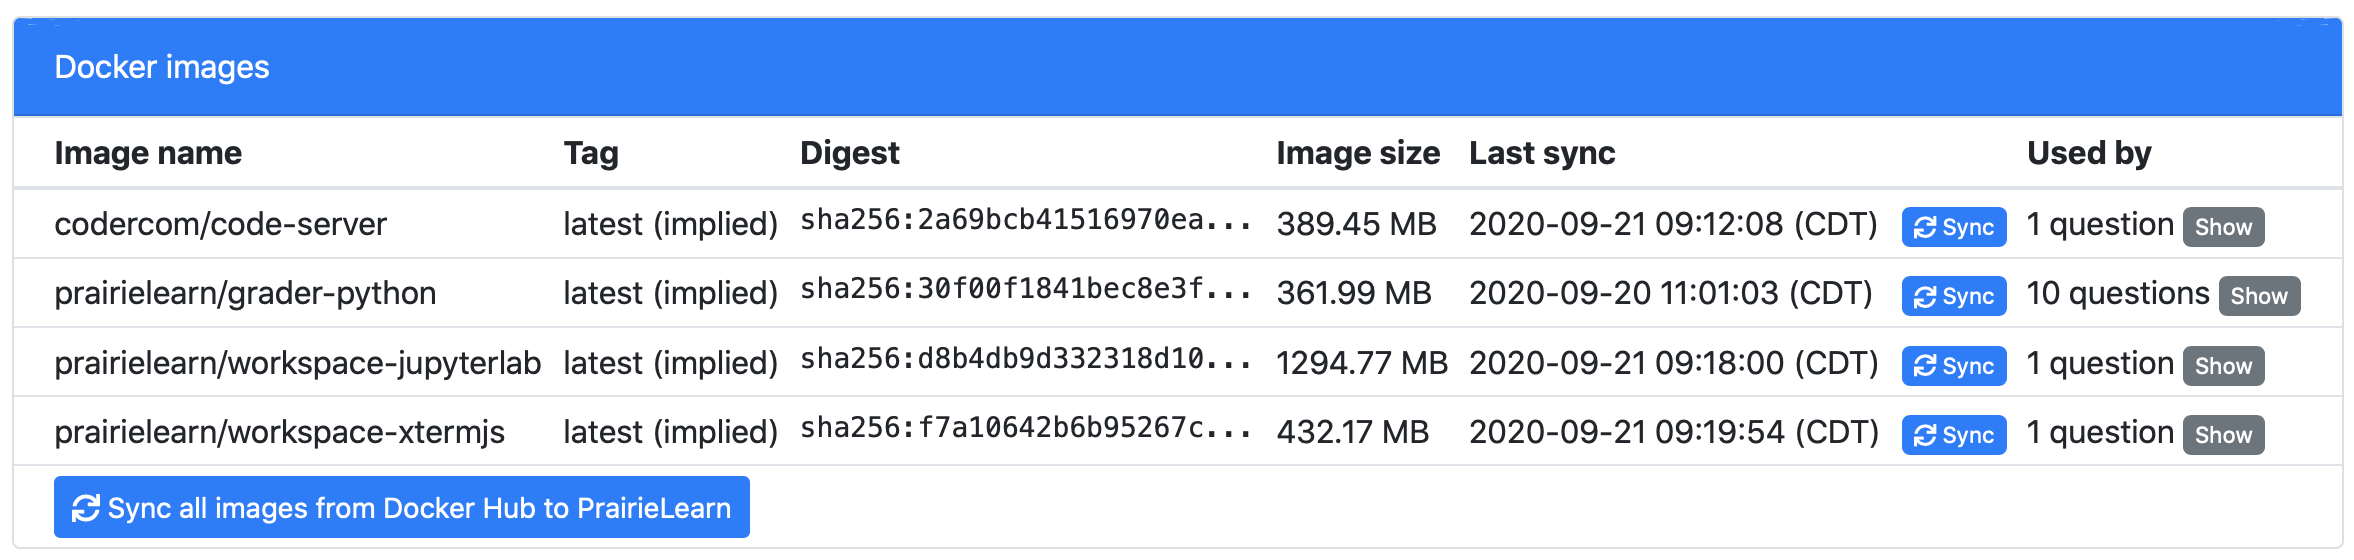 Docker images
Image name Tag Digest Image size Last sync Used by
codercom/code-server latest (implied) sha256:2a69bcb41516970ea... 389.45 MB 2020-09-21 09:12:08 (CDT) Sync 1 question Show
prairielearn/grader-python latest (implied) sha256:30f00f1841bec8e3f... 361.99 MB 2020-09-20 11:01:03 (CDT) Sync 10 questions Show
prairielearn/workspace-jupyterlab latest (implied) sha256:d8b4db9d332318d10... 1294.77 MB 2020-09-21 09:18:00 (CDT) Sync 1 question Show
prairielearn/workspace-xtermjs latest (implied) sha256:f7a10642b6b95267c... 432.17 MB 2020-09-21 09:19:54 (CDT) Sync 1 question Show
Sync all images from Docker Hub to PrairieLearn